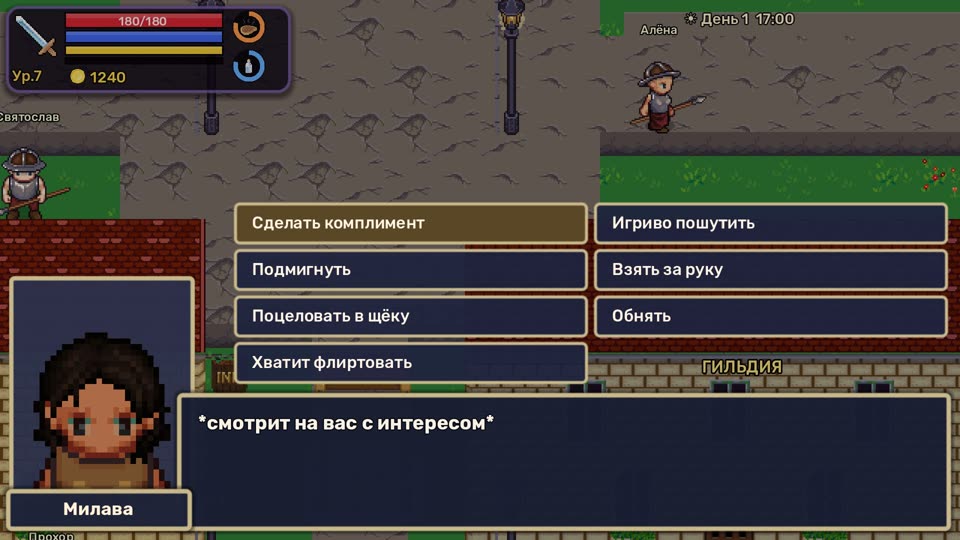 180/180
Ур.7
1240
День 1 17:00
Алёна
Святослав
Сделать комплимент
Игриво пошутить
Подмигнуть
Взять за руку
Поцеловать в щёку
Обнять
Хватит флиртовать
ГИЛЬДИЯ
*смотрит на вас с интересом*
Милава
Прохор